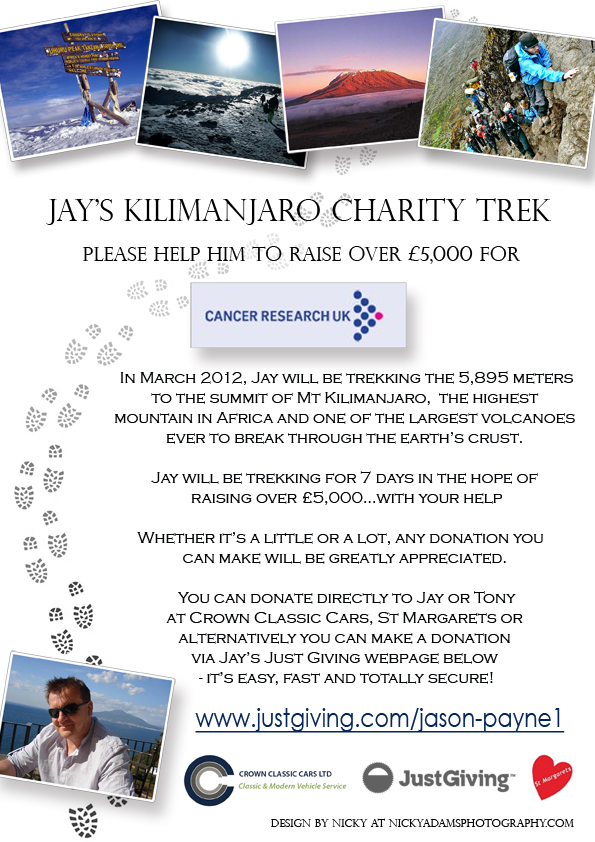 UHURU PEAK, TANZANIA, 5895M
JAY'S KILIMANJARO CHARITY TREK
PLEASE HELP HIM TO RAISE OVER £5,000 FOR
CANCER RESEARCH UK
In March 2012, Jay will be trekking the 5,895 meters
to the summit of Mt Kilimanjaro, the highest
mountain in Africa and one of the largest volcanoes
ever to break through the earth's crust.
Jay will be trekking for 7 days in the hope of
raising over £5,000...with your help
Whether it's a little or a lot, any donation you
can make will be greatly appreciated.
You can donate directly to Jay or Tony
at Crown Classic Cars, St Margarets or
alternatively you can make a donation
via Jay's Just Giving webpage below
- it's easy, fast and totally secure!
www.justgiving.com/jason-payne1
CROWN CLASSIC CARS LTD
Classic & Modern Vehicle Service
JustGiving™
St Margarets
DESIGN BY NICKY AT NICKYADAMSPHOTOGRAPHY.COM